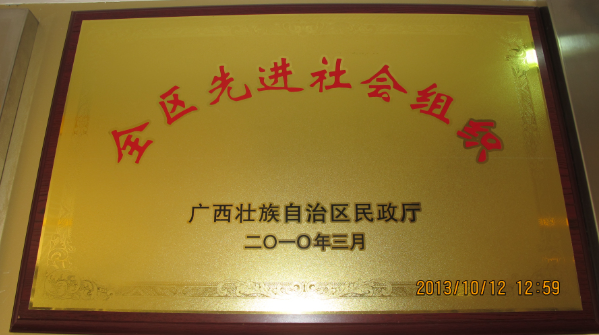 全区先进社会组织
广西壮族自治区民政厅
二〇一〇年三月
2013/10/12 12:59